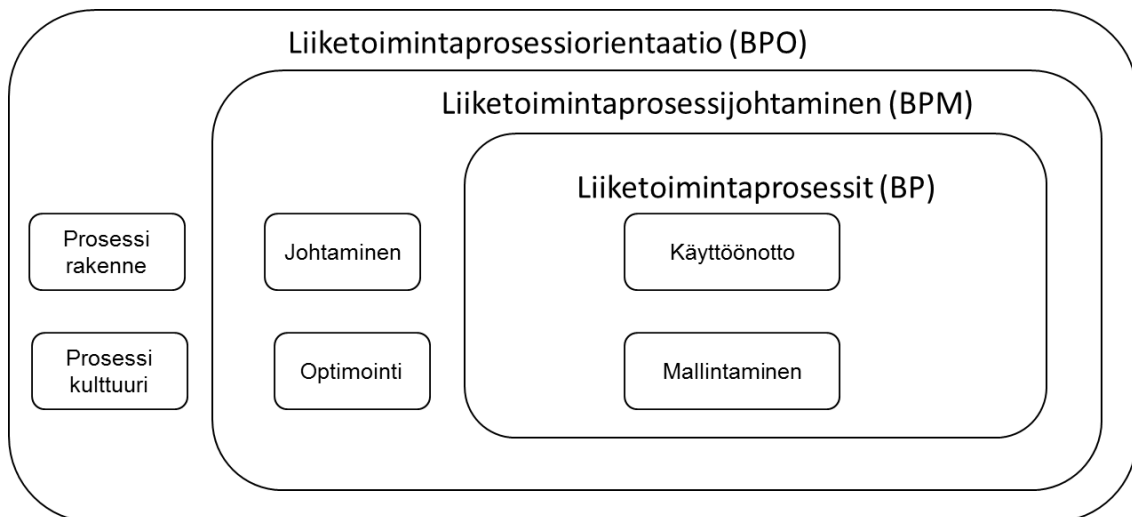 Liiketoimintaprosessiorientaatio (BPO)
Liiketoimintaprosessijohtaminen (BPM)
Liiketoimintaprosessit (BP)
Prosessi
rakenne
Johtaminen
Käyttöönotto
Prosessi
kulttuuri
Optimointi
Mallintaminen